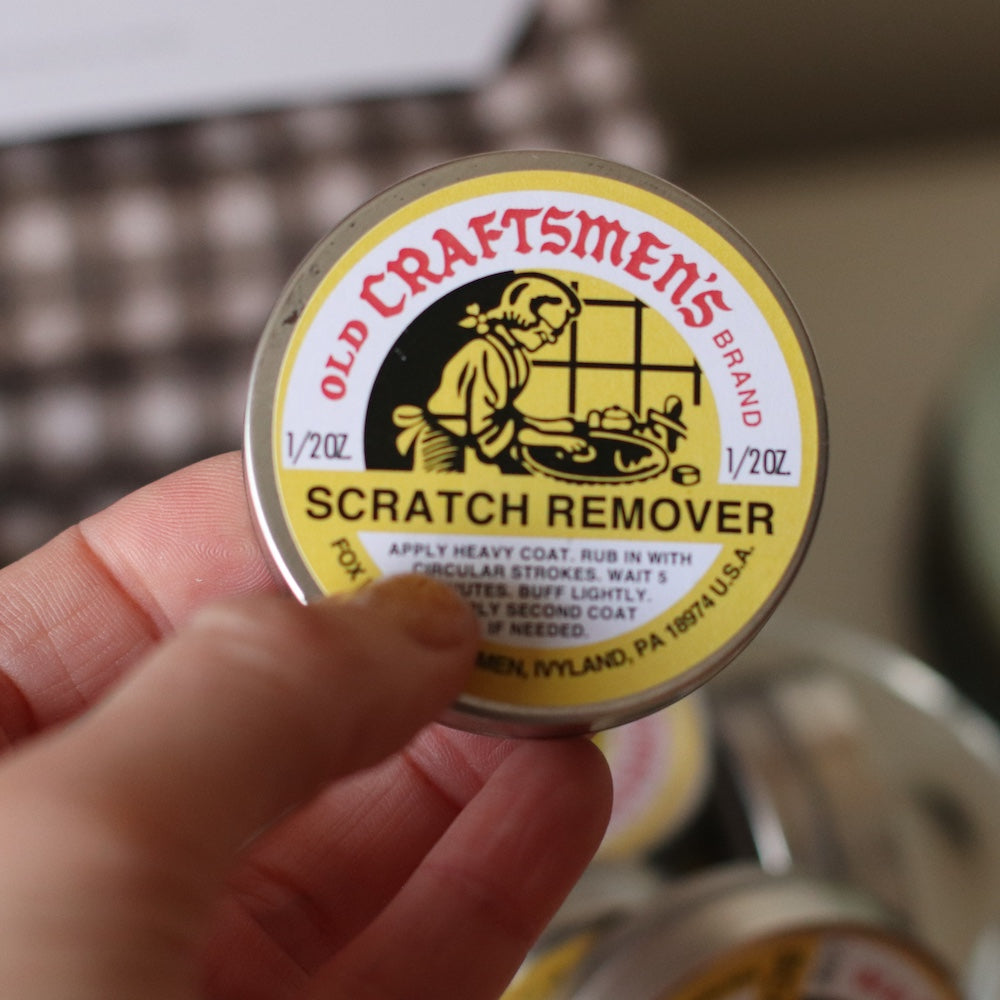 OLD CRAFTSMEN'S BRAND
1/2OZ.
1/2OZ.
SCRATCH REMOVER
APPLY HEAVY COAT. RUB IN WITH
CIRCULAR STROKES. WAIT 5
BUFF LIGHTLY.
SECOND COAT
IF NEEDED.
FOX IVYLAND, PA 18974 U.S.A.